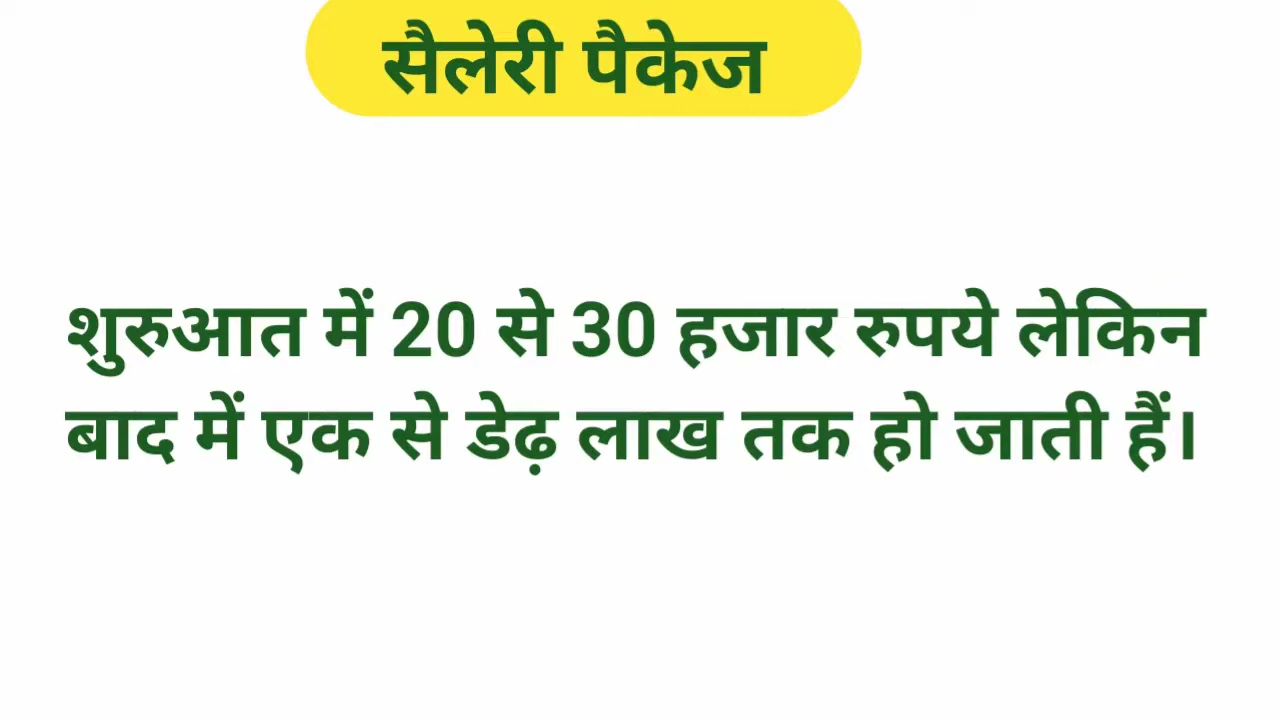 सैलेरी पैकेज
शुरुआत में 20 से 30 हजार रुपये लेकिन
बाद में एक से डेढ़ लाख तक हो जाती हैं।